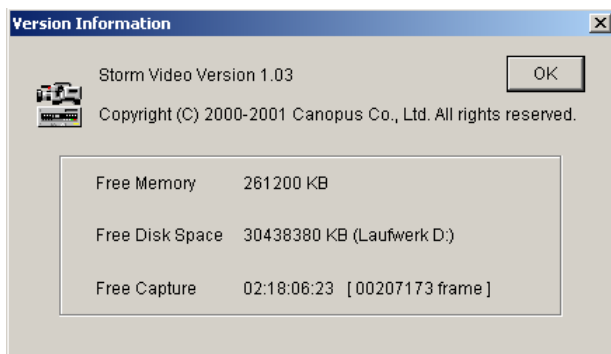 Version Information
Storm Video Version 1.03
OK
Copyright (C) 2000-2001 Canopus Co., Ltd. All rights reserved.
Free Memory 261200 KB
Free Disk Space 30438380 KB (Laufwerk D:)
Free Capture 02:18:06:23 [ 00207173 frame ]